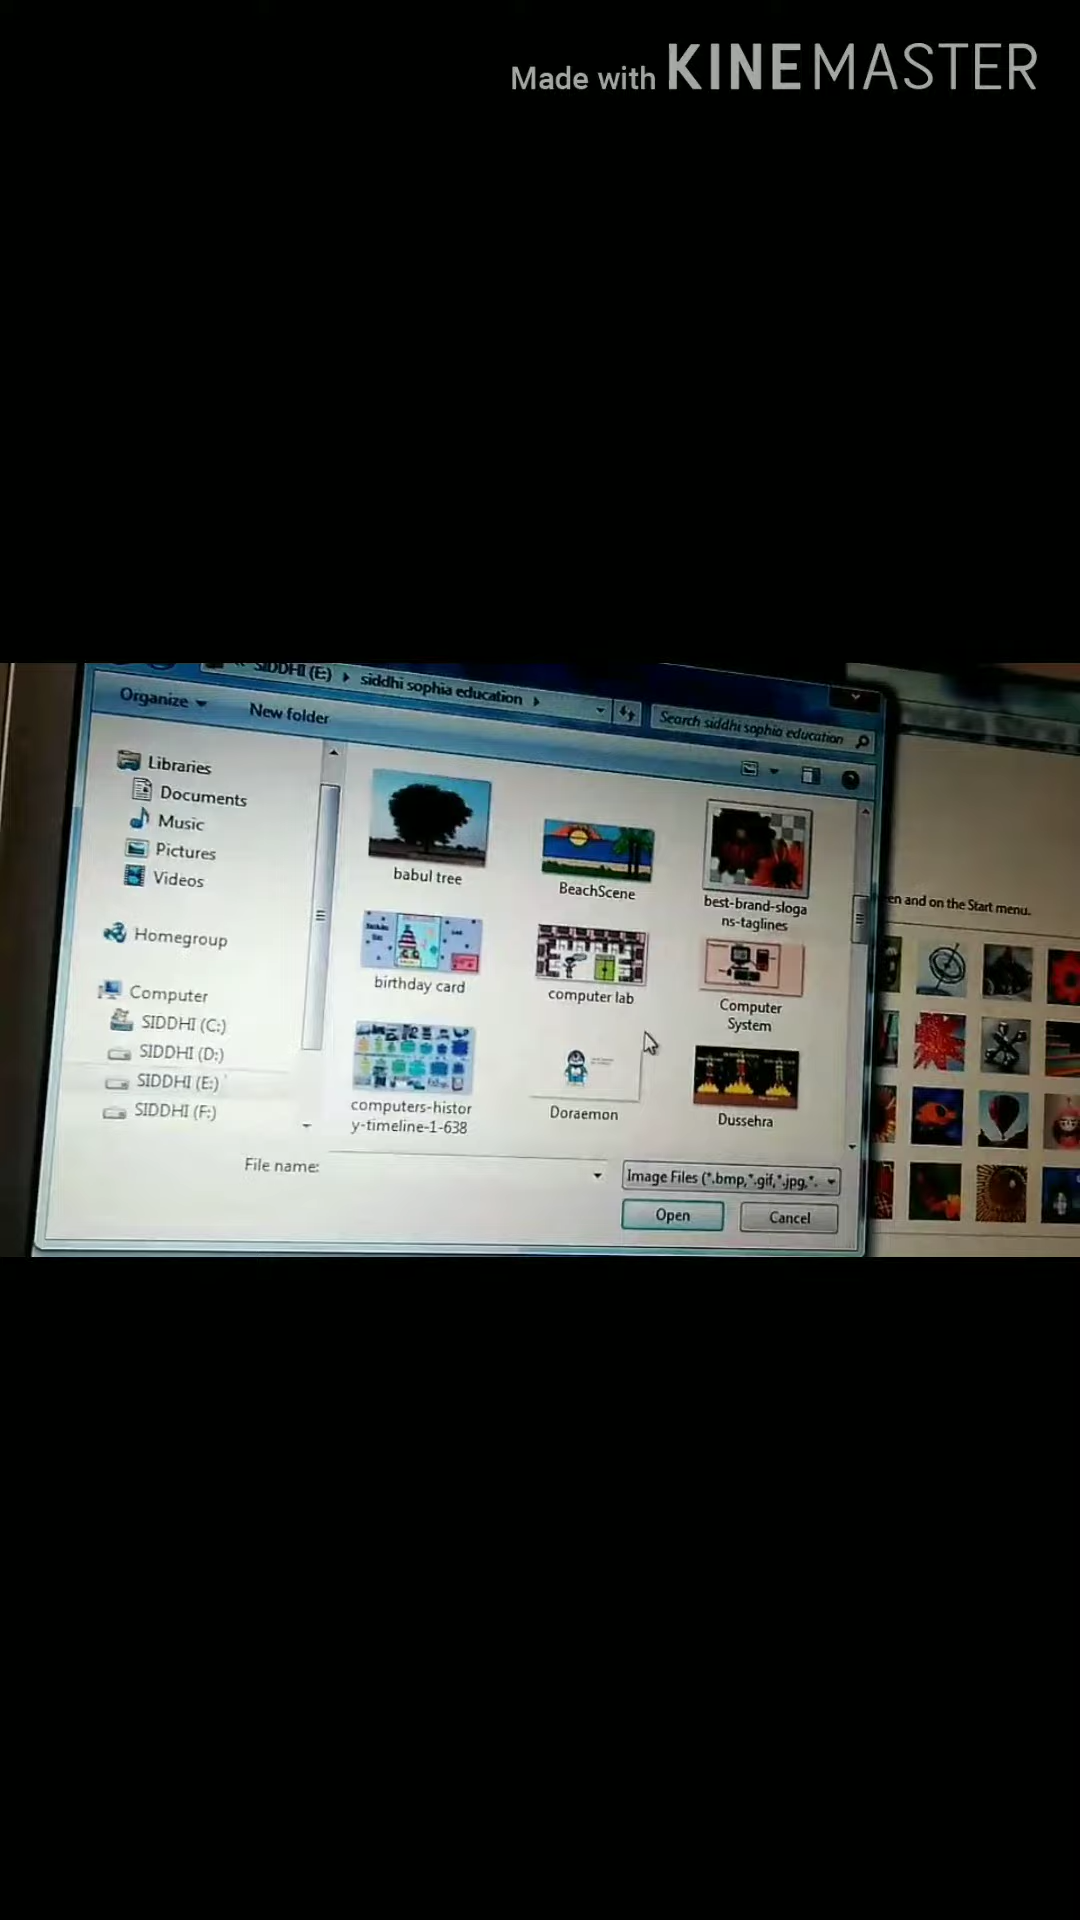 Made with KINEMASTER
SIDDHI (E:) siddhi sophia education
Search siddhi sophia education
Organize New folder
Libraries
Documents
Music
Pictures
Videos
Homegroup
Computer
SIDDHI (C:)
SIDDHI (D:)
SIDDHI (E:)
SIDDHI (F:)
babul tree
BeachScene
best-brand-sloga
ns-taglines
birthday card
computer lab
Computer
System
computers-histor
y-timeline-1-638
Doraemon
Dussehra
File name:
Image Files (*.bmp,*.gif,*.jpg,*.
Open Cancel
en and on the Start menu.